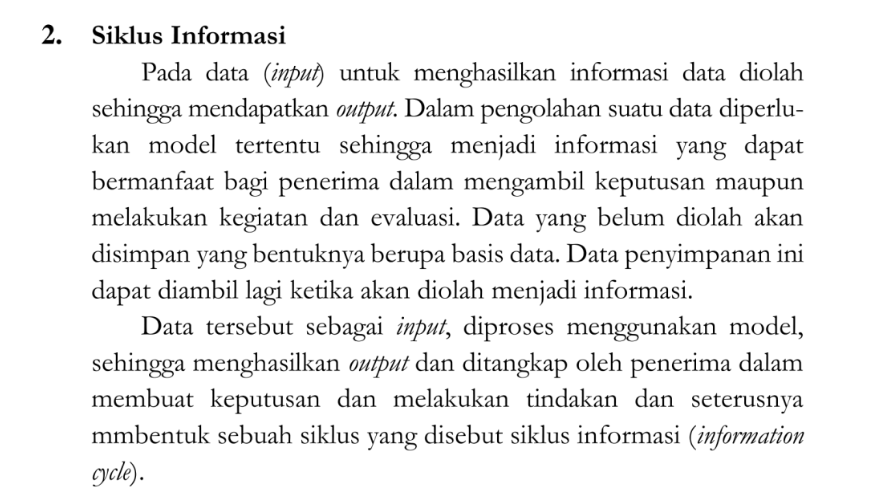 2. Siklus Informasi
Pada data (input) untuk menghasilkan informasi data diolah
sehingga mendapatkan output. Dalam pengolahan suatu data diperlu-
kan model tertentu sehingga menjadi informasi yang dapat
bermanfaat bagi penerima dalam mengambil keputusan maupun
melakukan kegiatan dan evaluasi. Data yang belum diolah akan
disimpan yang bentuknya berupa basis data. Data penyimpanan ini
dapat diambil lagi ketika akan diolah menjadi informasi.
Data tersebut sebagai input, diproses menggunakan model,
sehingga menghasilkan output dan ditangkap oleh penerima dalam
membuat keputusan dan melakukan tindakan dan seterusnya
mmbentuk sebuah siklus yang disebut siklus informasi (information
cycle).